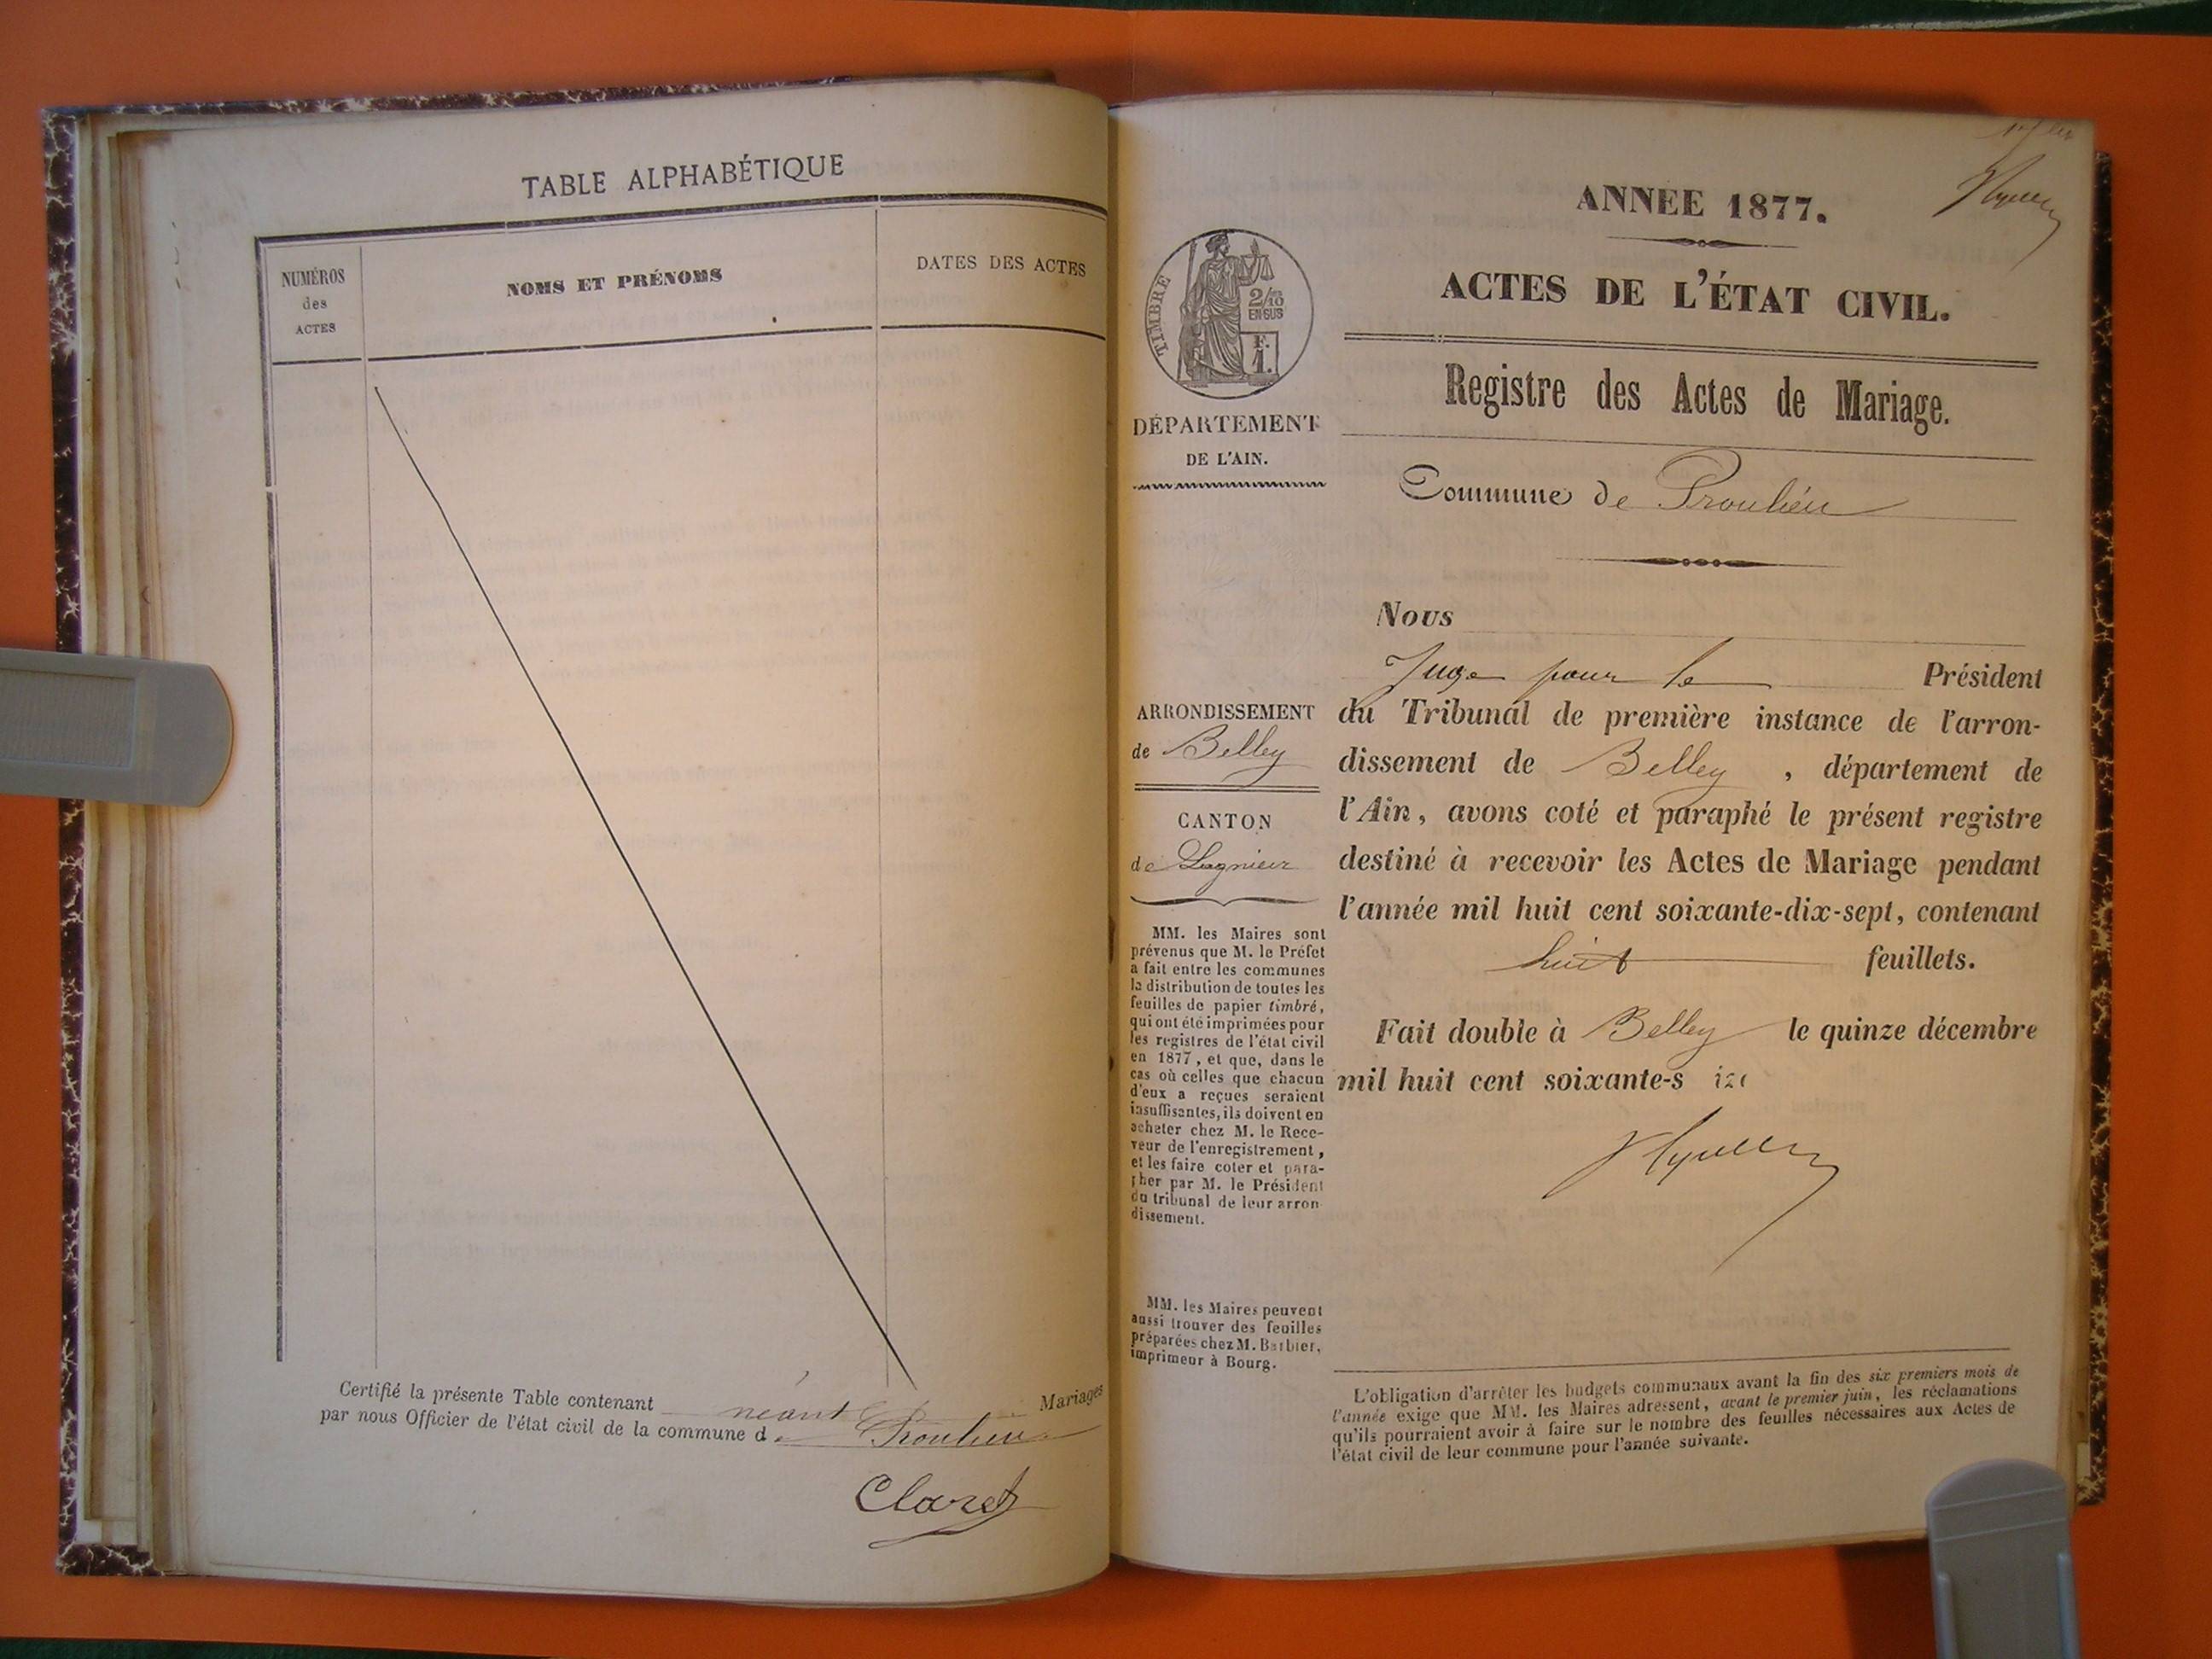 TABLE ALPHABÉTIQUE
NUMÉROS
des
ACTES
NOMS ET PRÉNOMS
DATES DES ACTES
Certifié la présente Table contenant néant Mariages
par nous Officier de l'état civil de la commune de Proulieu
Claret
ANNÉE 1877.
ACTES DE L'ÉTAT CIVIL.
Registre des Actes de Mariage.
Commune de Proulieu
TIMBRE
2/10
EN SUS
F.
1.
DÉPARTEMENT
DE L'AIN.
ARRONDISSEMENT
de Belley
CANTON
de Lagnieu
MM. les Maires sont
prévenus que M. le Préfet
a fait entre les communes
la distribution de toutes les
feuilles de papier timbré,
qui ont été imprimées pour
les registres de l'état civil
en 1877, et que, dans le
cas où celles que chacun
d'eux a reçues seraient
insuffisantes, ils doivent en
acheter chez M. le Rece-
veur de l'enregistrement,
et les faire coter et para-
pher par M. le Président
du tribunal de leur arron-
dissement.
MM. les Maires peuvent
aussi trouver des feuilles
préparées chez M. Barbier,
imprimeur à Bourg.
Nous
Juge pour le Président
du Tribunal de première instance de l'arron-
dissement de Belley, département de
l'Ain, avons coté et paraphé le présent registre
destiné à recevoir les Actes de Mariage pendant
l'année mil huit cent soixante-dix-sept, contenant
huit feuillets.
Fait double à Belley le quinze décembre
mil huit cent soixante-s
L'obligation d'arrêter les budgets communaux avant la fin des six premiers mois de
l'année exige que MM. les Maires adressent, avant le premier juin, les réclamations
qu'ils pourraient avoir à faire sur le nombre des feuilles nécessaires aux Actes de
l'état civil de leur commune pour l'année suivante.